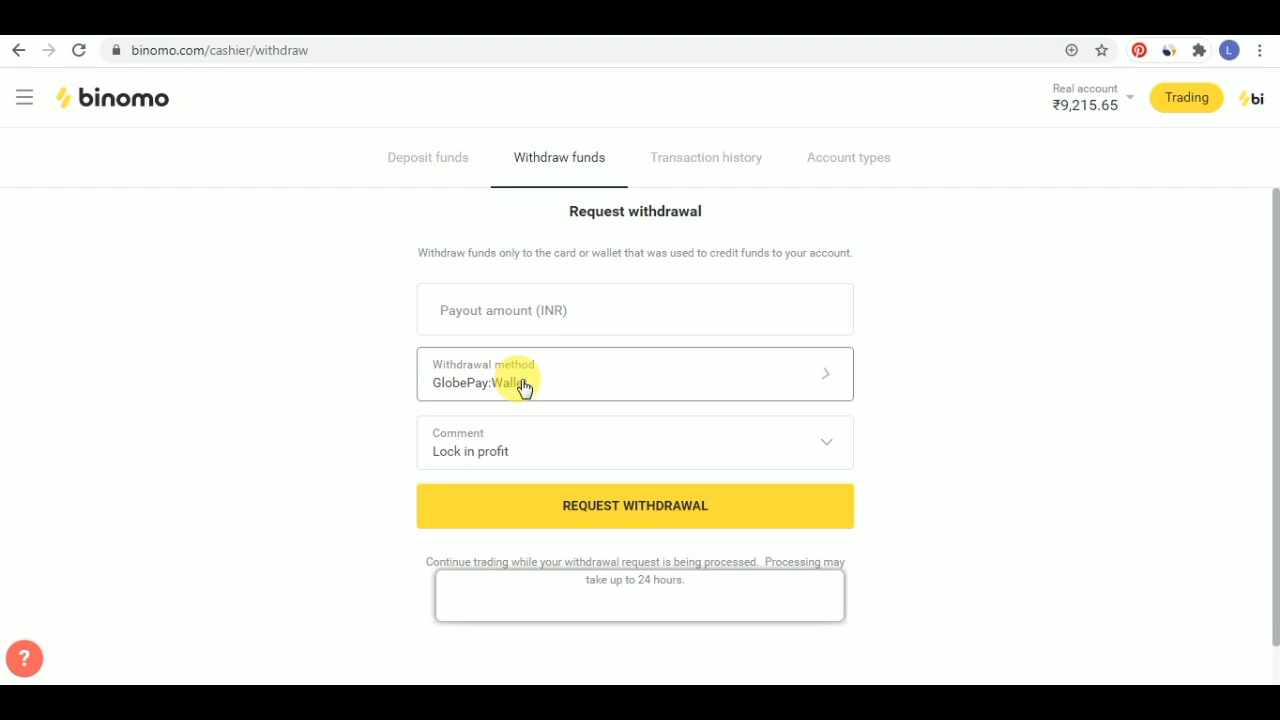 binomo.com/cashier/withdraw
L
binomo
Real account
₹9,215.65
Trading
bi
Deposit funds
Withdraw funds
Transaction history
Account types
Request withdrawal
Withdraw funds only to the card or wallet that was used to credit funds to your account.
Payout amount (INR)
Withdrawal method
GlobePay:Wallet
Comment
Lock in profit
REQUEST WITHDRAWAL
Continue trading while your withdrawal request is being processed. Processing may
take up to 24 hours.
?